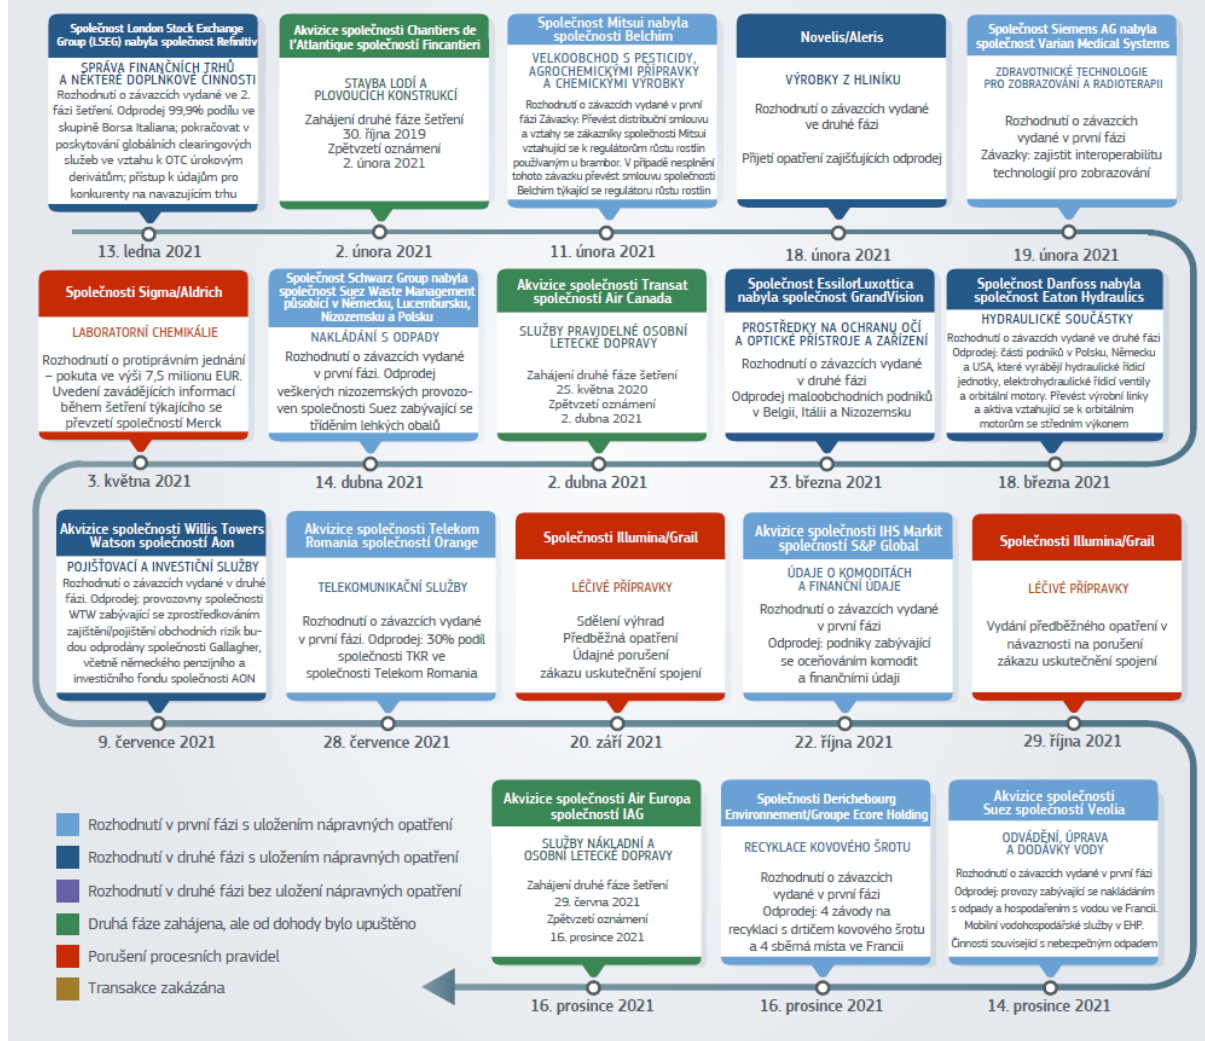 Společnost London Stock Exchange
Group (LSEG) nabyla společnost Refinitiv
SPRÁVA FINANČNÍCH TRHŮ
A NĚKTERÉ DOPLŇKOVÉ ČINNOSTI
Rozhodnutí o závazcích vydané ve 2.
fázi šetření. Odprodej 99,9% podílu ve
skupině Borsa Italiana; pokračovat v
poskytování globálních clearingových
služeb ve vztahu k OTC úrokovým
derivátům; přístup k údajům pro
konkurenty na navazujícím trhu
13. ledna 2021
Akvizice společnosti Chantiers de
l'Atlantique společností Fincantieri
STAVBA LODÍ A
PLOVOUCÍCH KONSTRUKCÍ
Zahájení druhé fáze šetření
30. října 2019
Zpětvzetí oznámení
2. února 2021
2. února 2021
Společnost Mitsui nabyla
společnosti Belchim
VELKOOBCHOD S PESTICIDY,
AGROCHEMICKÝMI PŘÍPRAVKY
A CHEMICKÝMI VÝROBKY
Rozhodnutí o závazcích vydané v první
fázi Závazky: Převést distribuční smlouvu
a vztahy se zákazníky společnosti Mitsui
vztahující se k regulátorům růstu rostlin
používaným u brambor. V případě nesplnění
tohoto závazku převést smlouvu společnosti
Belchim týkající se regulátoru růstu rostlin
11. února 2021
Novelis/Aleris
VÝROBKY Z HLINÍKU
Rozhodnutí o závazcích vydané
ve druhé fázi
Přijetí opatření zajišťujících odprodej
18. února 2021
Společnost Siemens AG nabyla
společnost Varian Medical Systems
ZDRAVOTNICKÉ TECHNOLOGIE
PRO ZOBRAZOVÁNÍ A RADIOTERAPII
Rozhodnutí o závazcích
vydané v první fázi
Závazky: zajistit interoperabilitu
technologií pro zobrazování
19. února 2021
Společnosti Sigma/Aldrich
LABORATORNÍ CHEMIKÁLIE
Rozhodnutí o protiprávním jednání
– pokuta ve výši 7,5 milionu EUR.
Uvedení zavádějících informací
během šetření týkajícího se
převzetí společností Merck
3. května 2021
Společnost Schwarz Group nabyla
společnost Suez Waste Management
působící v Německu, Lucembursku,
Nizozemsku a Polsku
NAKLÁDÁNÍ S ODPADY
Rozhodnutí o závazcích vydané
v první fázi. Odprodej
veškerých nizozemských provozo-
ven společnosti Suez zabývající se
tříděním lehkých obalů
14. dubna 2021
Akvizice společnosti Transat
společností Air Canada
SLUŽBY PRAVIDELNÉ OSOBNÍ
LETECKÉ DOPRAVY
Zahájení druhé fáze šetření
25. května 2020
Zpětvzetí oznámení
2. dubna 2021
2. dubna 2021
Společnost EssilorLuxottica
nabyla společnost GrandVision
PROSTŘEDKY NA OCHRANU OČÍ
A OPTICKÉ PŘÍSTROJE A ZAŘÍZENÍ
Rozhodnutí o závazcích vydané
v druhé fázi
Odprodej maloobchodních podniků
v Belgii, Itálii a Nizozemsku
23. března 2021
Společnost Danfoss nabyla
společnost Eaton Hydraulics
HYDRAULICKÉ SOUČÁSTKY
Rozhodnutí o závazcích vydané ve druhé fázi
Odprodej: části podniků v Polsku, Německu
a USA, které vyrábějí hydraulické řídicí
jednotky, elektrohydraulické řídicí ventily
a orbitální motory. Převést výrobní linky
a aktiva vztahující se k orbitálním
motorům se středním výkonem
18. března 2021
Akvizice společnosti Willis Towers
Watson společností Aon
POJIŠŤOVACÍ A INVESTIČNÍ SLUŽBY
Rozhodnutí o závazcích vydané v druhé
fázi. Odprodej: provozovny společnosti
WTW zabývající se zprostředkováním
zajištění/pojištění obchodních rizik bu-
dou odprodány společnosti Gallagher,
včetně německého penzijního a
investičního fondu společnosti AON
9. července 2021
Akvizice společnosti Telekom
Romania společností Orange
TELEKOMUNIKAČNÍ SLUŽBY
Rozhodnutí o závazcích vydané
v první fázi. Odprodej: 30% podíl
společnosti TKR ve
společnosti Telekom Romania
28. července 2021
Společnosti Illumina/Grail
LÉČIVÉ PŘÍPRAVKY
Sdělení výhrad
Předběžná opatření
Údajné porušení
zákazu uskutečnění spojení
20. září 2021
Akvizice společnosti IHS Markit
společností S&P Global
ÚDAJE O KOMODITÁCH
A FINANČNÍ ÚDAJE
Rozhodnutí o závazcích vydané
v první fázi
Odprodej: podniky zabývající
se oceňováním komodit
a finančními údaji
22. října 2021
Společnosti Illumina/Grail
LÉČIVÉ PŘÍPRAVKY
Vydání předběžného opatření v
návaznosti na porušení
zákazu uskutečnění spojení
29. října 2021
Rozhodnutí v první fázi s uložením nápravných opatření
Rozhodnutí v druhé fázi s uložením nápravných opatření
Rozhodnutí v druhé fázi bez uložení nápravných opatření
Druhá fáze zahájena, ale od dohody bylo upuštěno
Porušení procesních pravidel
Transakce zakázána
Akvizice společnosti Air Europa
společností IAG
SLUŽBY NÁKLADNÍ A
OSOBNÍ LETECKÉ DOPRAVY
Zahájení druhé fáze šetření
29. června 2021
Zpětvzetí oznámení
16. prosince 2021
16. prosince 2021
Společnosti Derichebourg
Environnement/Groupe Ecore Holding
RECYKLACE KOVOVÉHO ŠROTU
Rozhodnutí o závazcích
vydané v první fázi
Odprodej: 4 závody na
recyklaci s drtičem kovového šrotu
a 4 sběrná místa ve Francii
16. prosince 2021
Akvizice společnosti
Suez společností Veolia
ODVÁDĚNÍ, ÚPRAVA
A DODÁVKY VODY
Rozhodnutí o závazcích vydané v první fázi
Odprodej: provozy zabývající se nakládáním
s odpady a hospodařením s vodou ve Francii.
Mobilní vodohospodářské služby v EHP.
Činnosti související s nebezpečným odpadem
14. prosince 2021